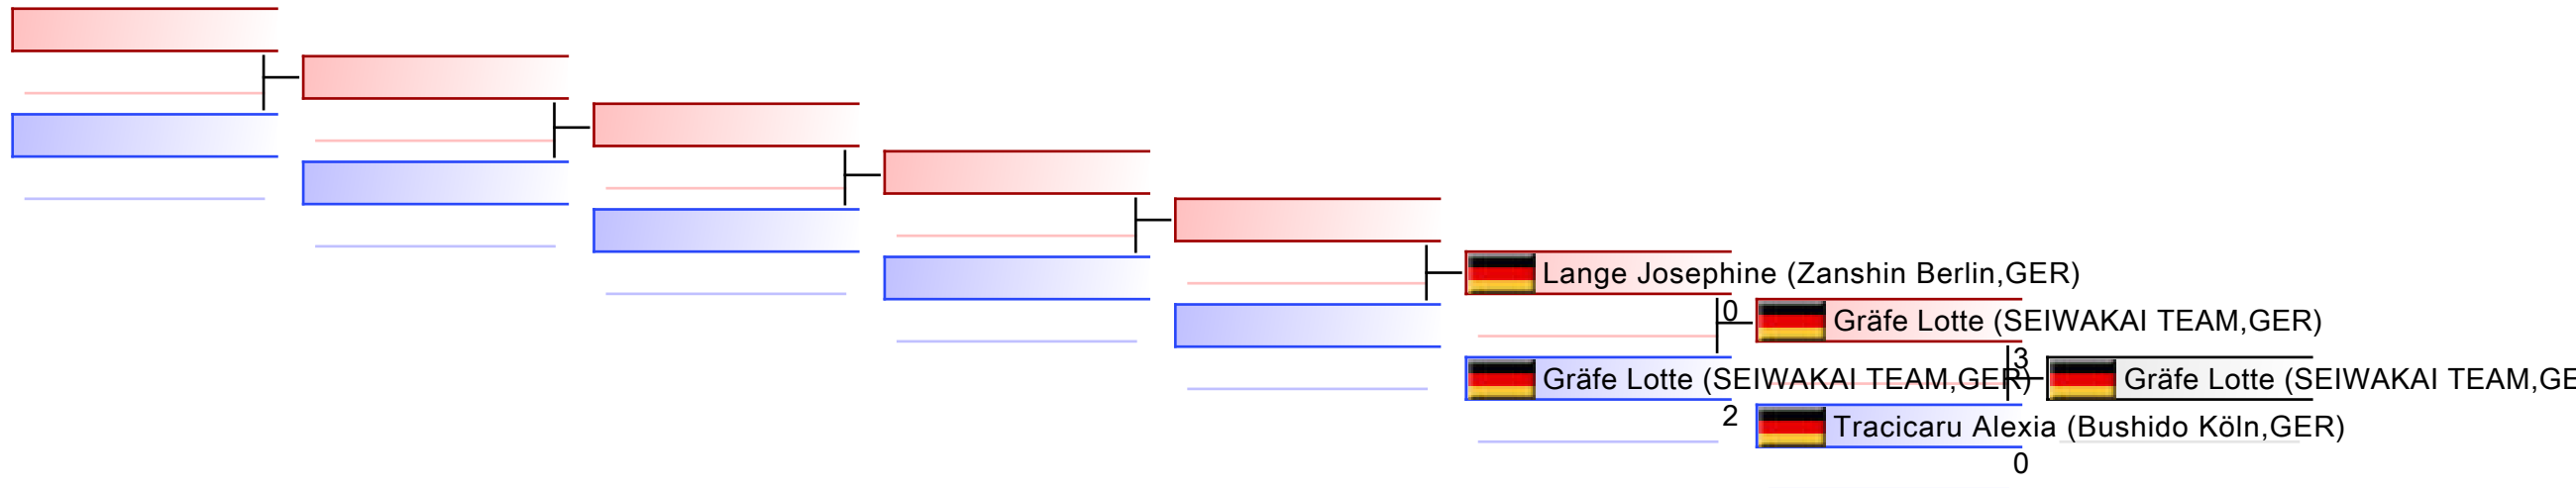 Lange Josephine (Zanshin Berlin,GER)
0
Gräfe Lotte (SEIWAKAI TEAM,GER)
3
Gräfe Lotte (SEIWAKAI TEAM,GER)
Gräfe Lotte (SEIWAKAI TEAM,GE
2
Tracicaru Alexia (Bushido Köln,GER)
0